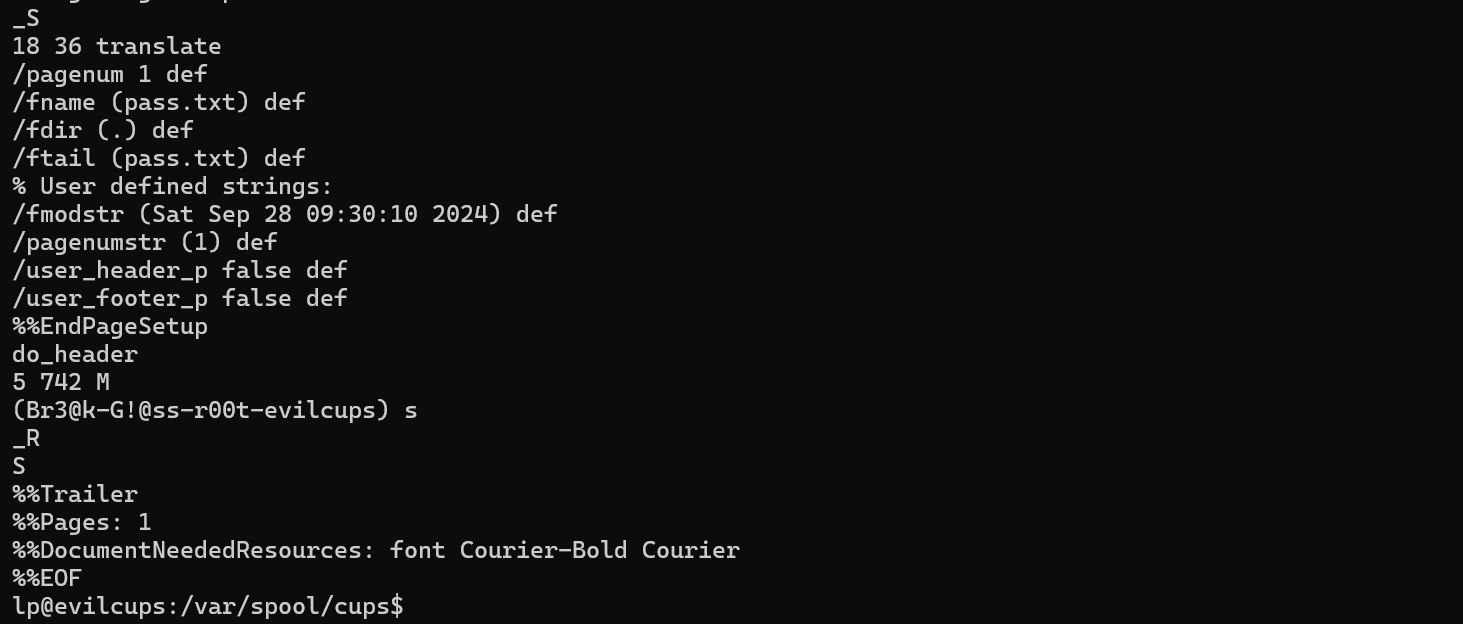 _S
18 36 translate
/pagenum 1 def
/fname (pass.txt) def
/fdir (.) def
/ftail (pass.txt) def
% User defined strings:
/fmodstr (Sat Sep 28 09:30:10 2024) def
/pagenumstr (1) def
/user_header_p false def
/user_footer_p false def
%%EndPageSetup
do_header
5 742 M
(Br3@k-G!@ss-r00t-evilcups) s
_R
S
%%Trailer
%%Pages: 1
%%DocumentNeededResources: font Courier-Bold Courier
%%EOF
lp@evilcups:/var/spool/cups$